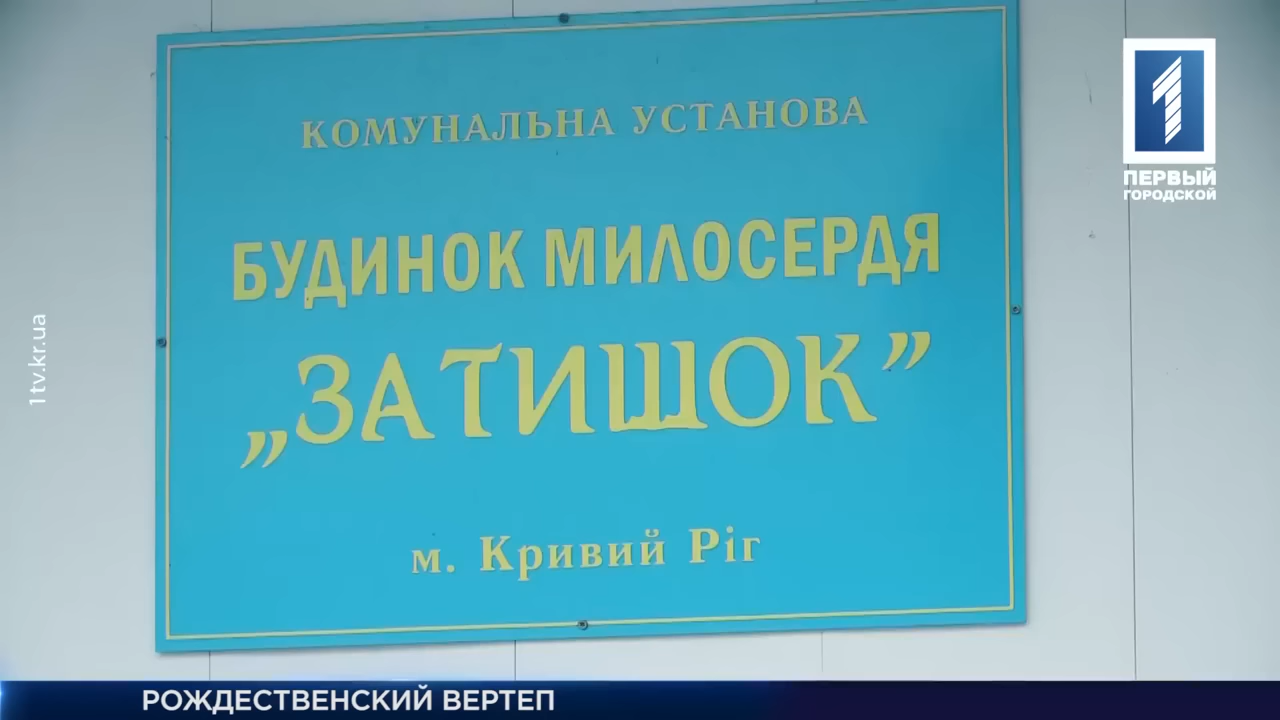 КОМУНАЛЬНА УСТАНОВА
БУДИНОК МИЛОСЕРДЯ
„ЗАТИШОК”
м. Кривий Ріг
ПЕРВЫЙ
ГОРОДСКОЙ
1tv.kr.ua
РОЖДЕСТВЕНСКИЙ ВЕРТЕП